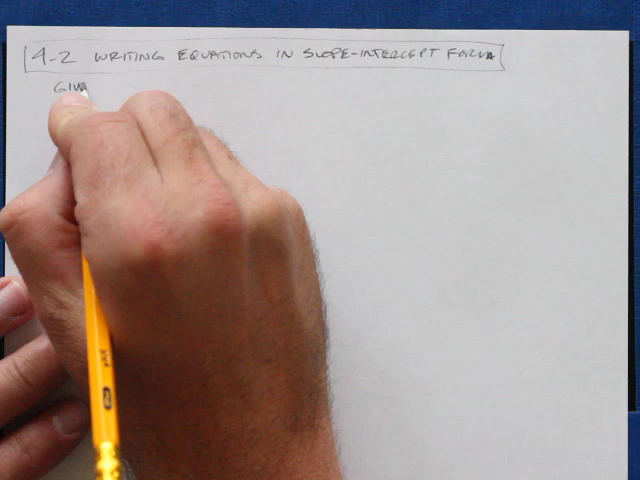 4-2 WRITING EQUATIONS IN SLOPE-INTERCEPT FORM